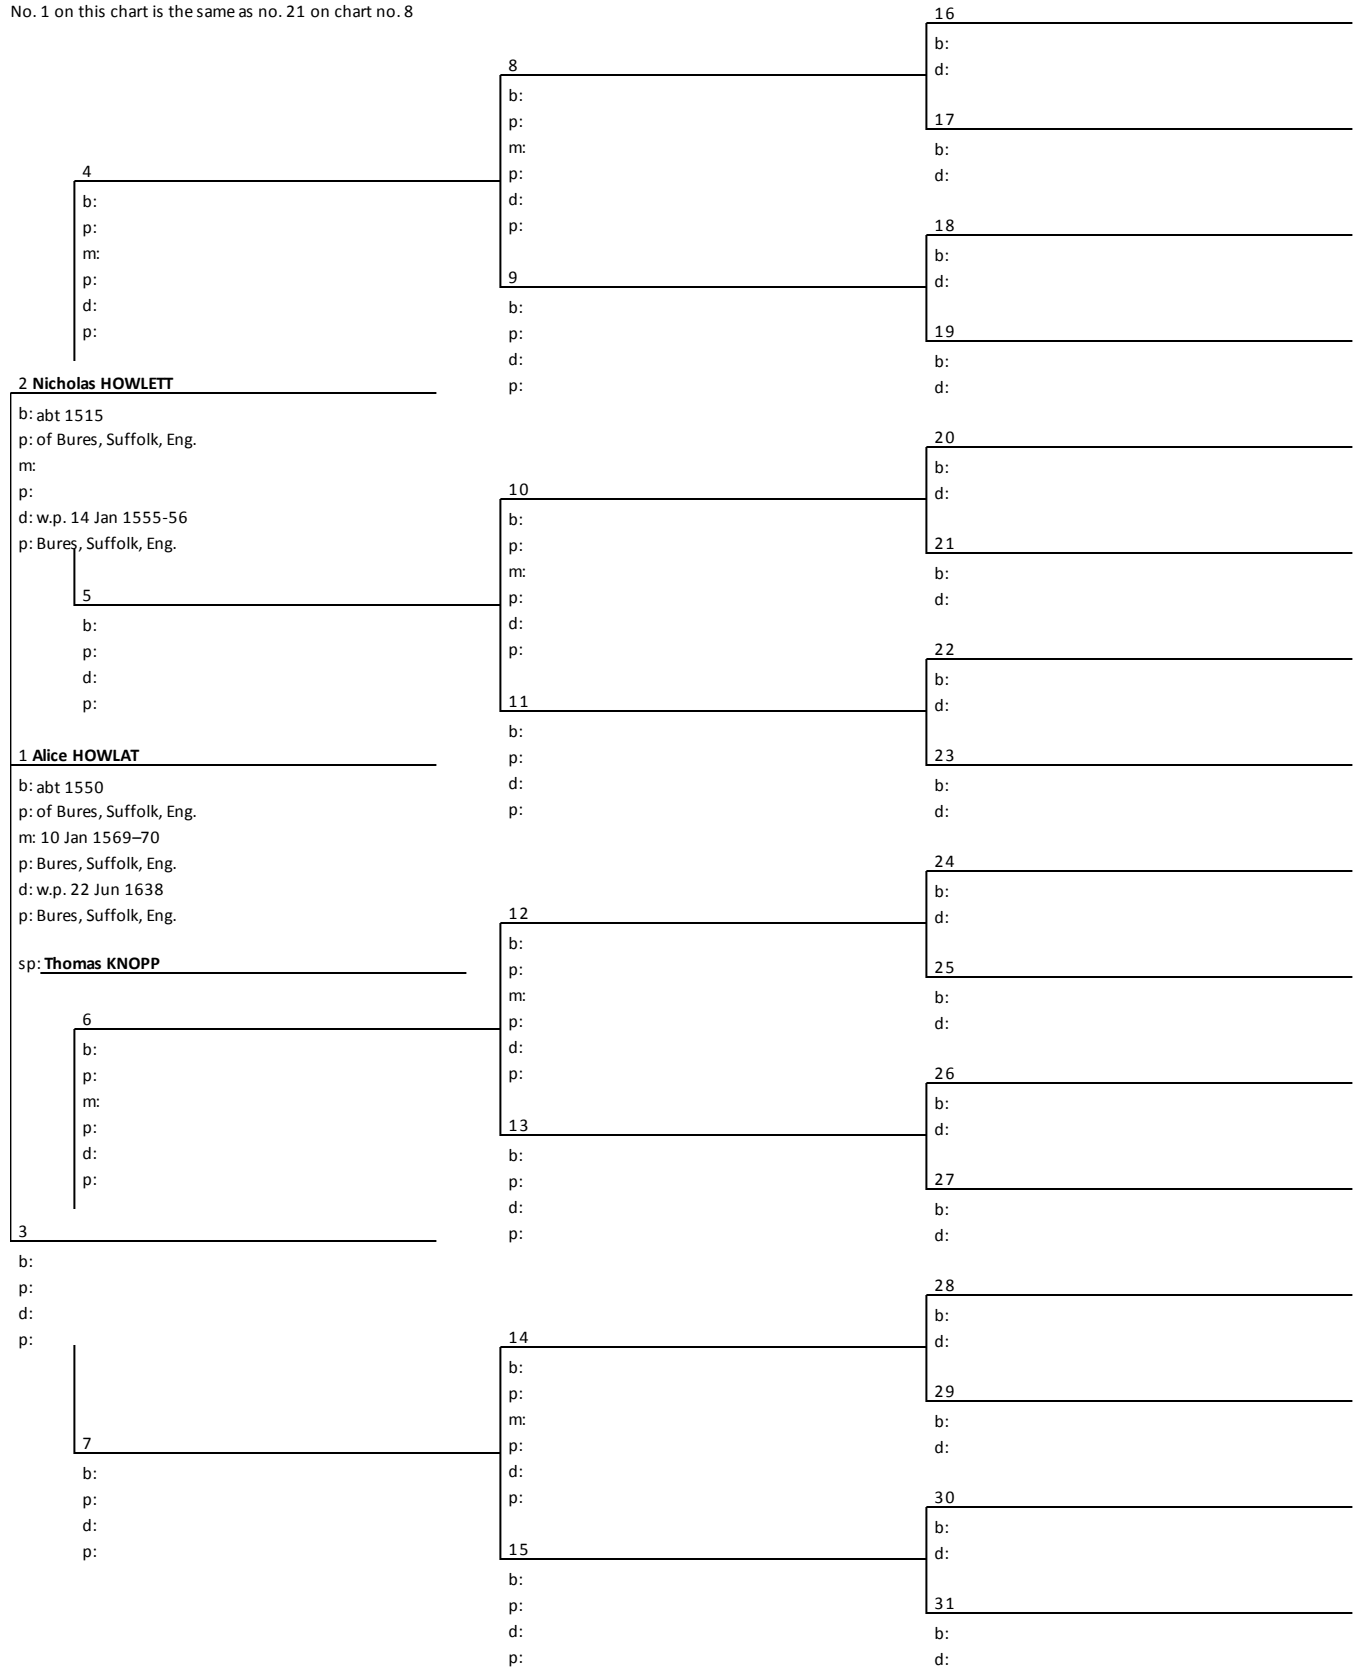 No. 1 on this chart is the same as no. 21 on chart no. 8
4
b:
p:
m:
p:
d:
p:
2 Nicholas HOWLETT
b: abt 1515
p: of Bures, Suffolk, Eng.
m:
p:
d: w.p. 14 Jan 1555-56
p: Bures, Suffolk, Eng.
5
b:
p:
d:
p:
1 Alice HOWLAT
b: abt 1550
p: of Bures, Suffolk, Eng.
m: 10 Jan 1569–70
p: Bures, Suffolk, Eng.
d: w.p. 22 Jun 1638
p: Bures, Suffolk, Eng.
sp: Thomas KNOPP
6
b:
p:
m:
p:
d:
p:
3
b:
p:
d:
p:
7
b:
p:
d:
p:
8
b:
p:
m:
p:
d:
p:
9
b:
p:
d:
p:
10
b:
p:
m:
p:
d:
p:
11
b:
p:
d:
p:
12
b:
p:
m:
p:
d:
p:
13
b:
p:
d:
p:
14
b:
p:
m:
p:
d:
p:
15
b:
p:
d:
p:
16
b:
d:
17
b:
d:
18
b:
d:
19
b:
d:
20
b:
d:
21
b:
d:
22
b:
d:
23
b:
d:
24
b:
d:
25
b:
d:
26
b:
d:
27
b:
d:
28
b:
d:
29
b:
d:
30
b:
d:
31
b:
d: